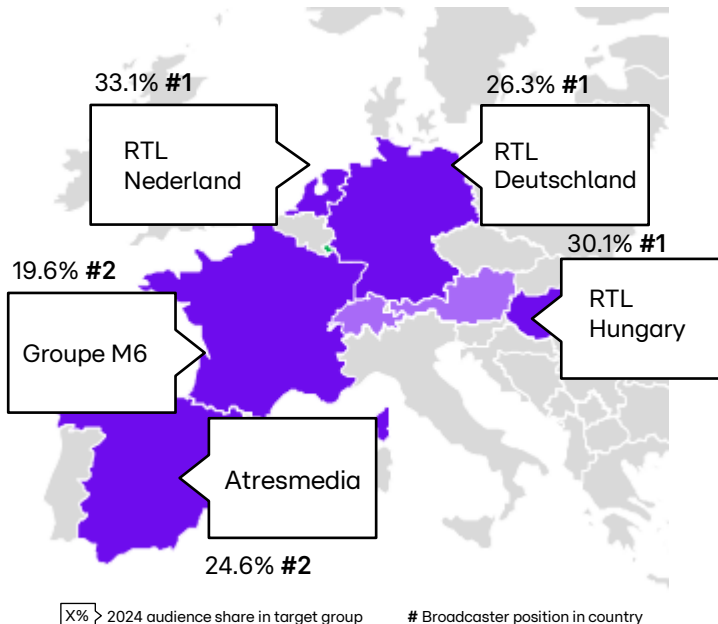 33.1% #1
RTL
Nederland
26.3% #1
RTL
Deutschland
30.1% #1
RTL
Hungary
19.6% #2
Groupe M6
Atresmedia
24.6% #2
X% 2024 audience share in target group
# Broadcaster position in country